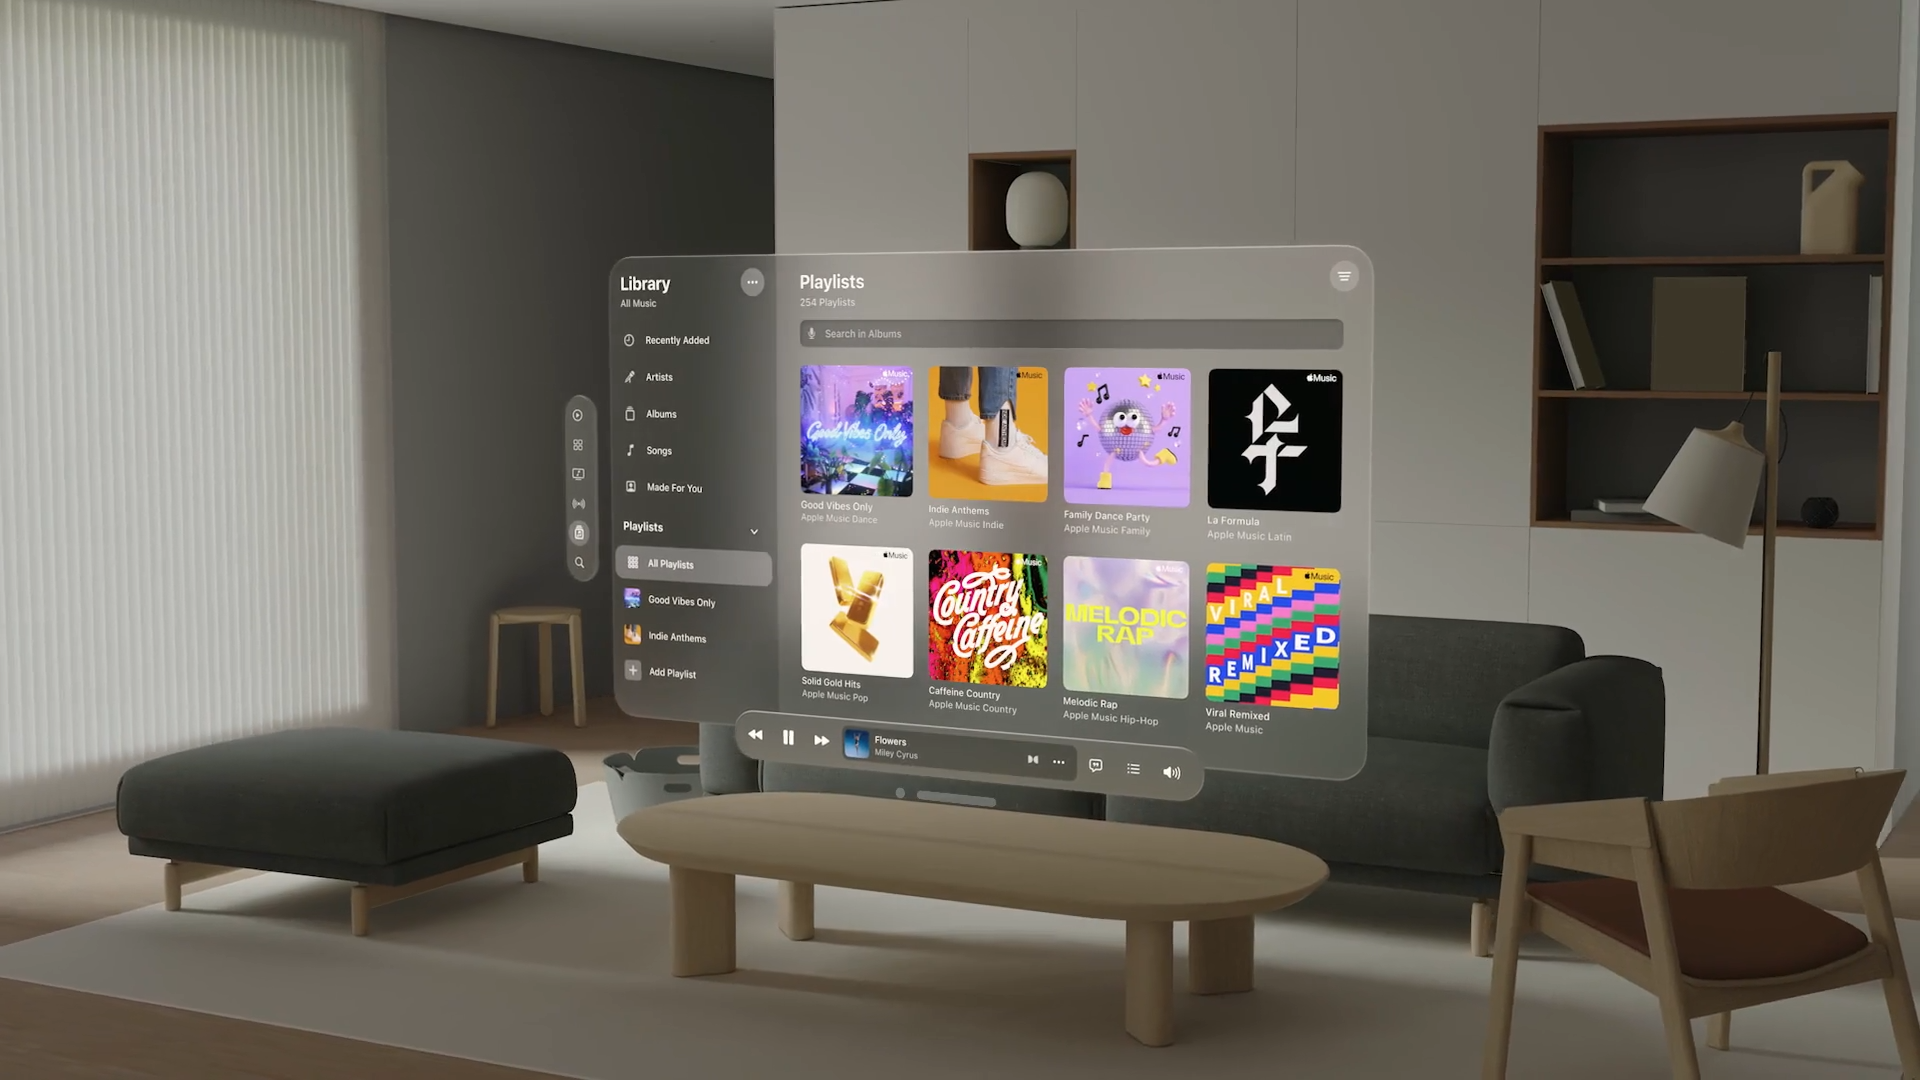 Library
All Music
Recently Added
Artists
Albums
Songs
Made For You
Playlists
All Playlists
Good Vibes Only
Indie Anthems
Add Playlist
Playlists
254 Playlists
Search in Albums
Music
Good Vibes Only
Good Vibes Only
Apple Music Dance
Music
Indie Anthems
Apple Music Indie
Music
Family Dance Party
Apple Music Family
Music
La Formula
Apple Music Latin
Music
Solid Gold Hits
Apple Music Pop
Music
Country
& Caffeine
Caffeine Country
Apple Music Country
Music
MELODIC
RAP
Melodic Rap
Apple Music Hip-Hop
Music
VIRAL
REMIXED
Viral Remixed
Apple Music
Flowers
Miley Cyrus